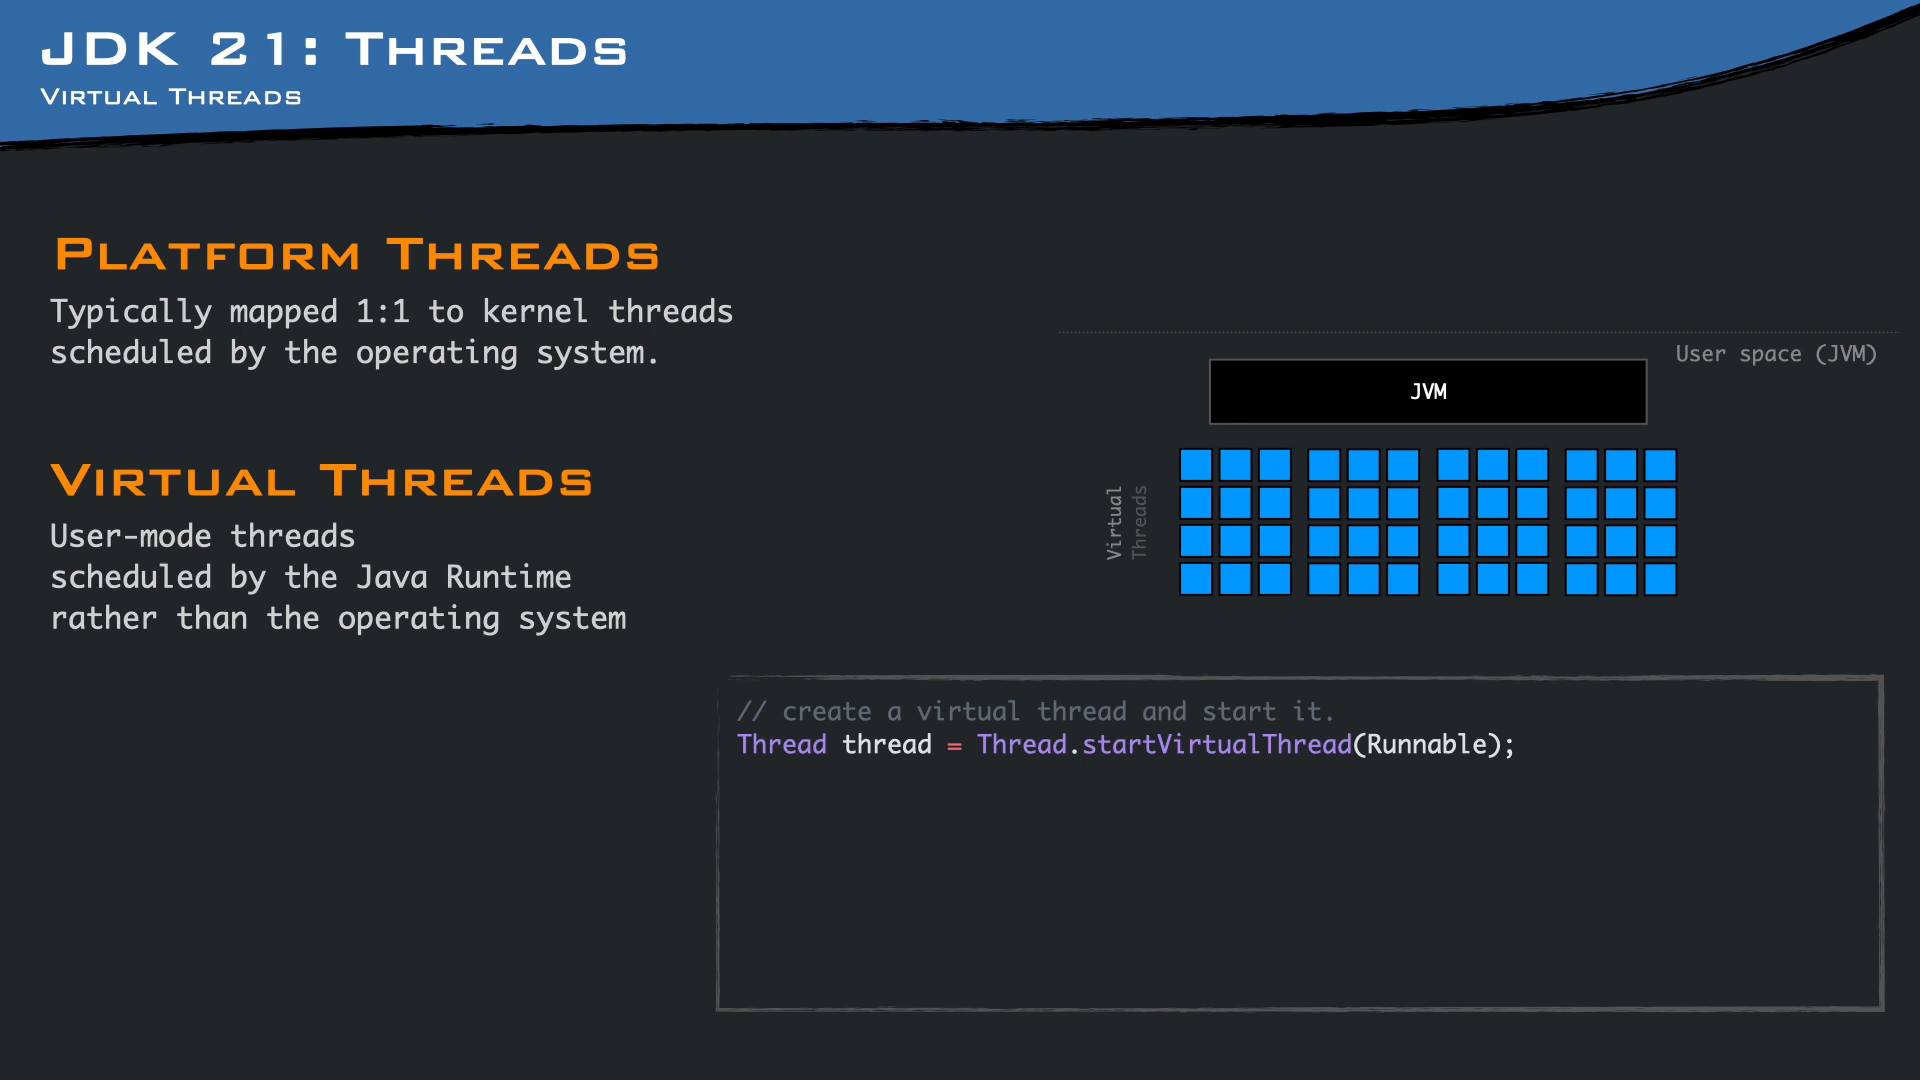 JDK 21: Threads
Virtual Threads
Platform Threads
Typically mapped 1:1 to kernel threads
scheduled by the operating system.
Virtual Threads
User-mode threads
scheduled by the Java Runtime
rather than the operating system
User space (JVM)
JVM
Virtual
Threads
// create a virtual thread and start it.
Thread thread = Thread.startVirtualThread(Runnable);